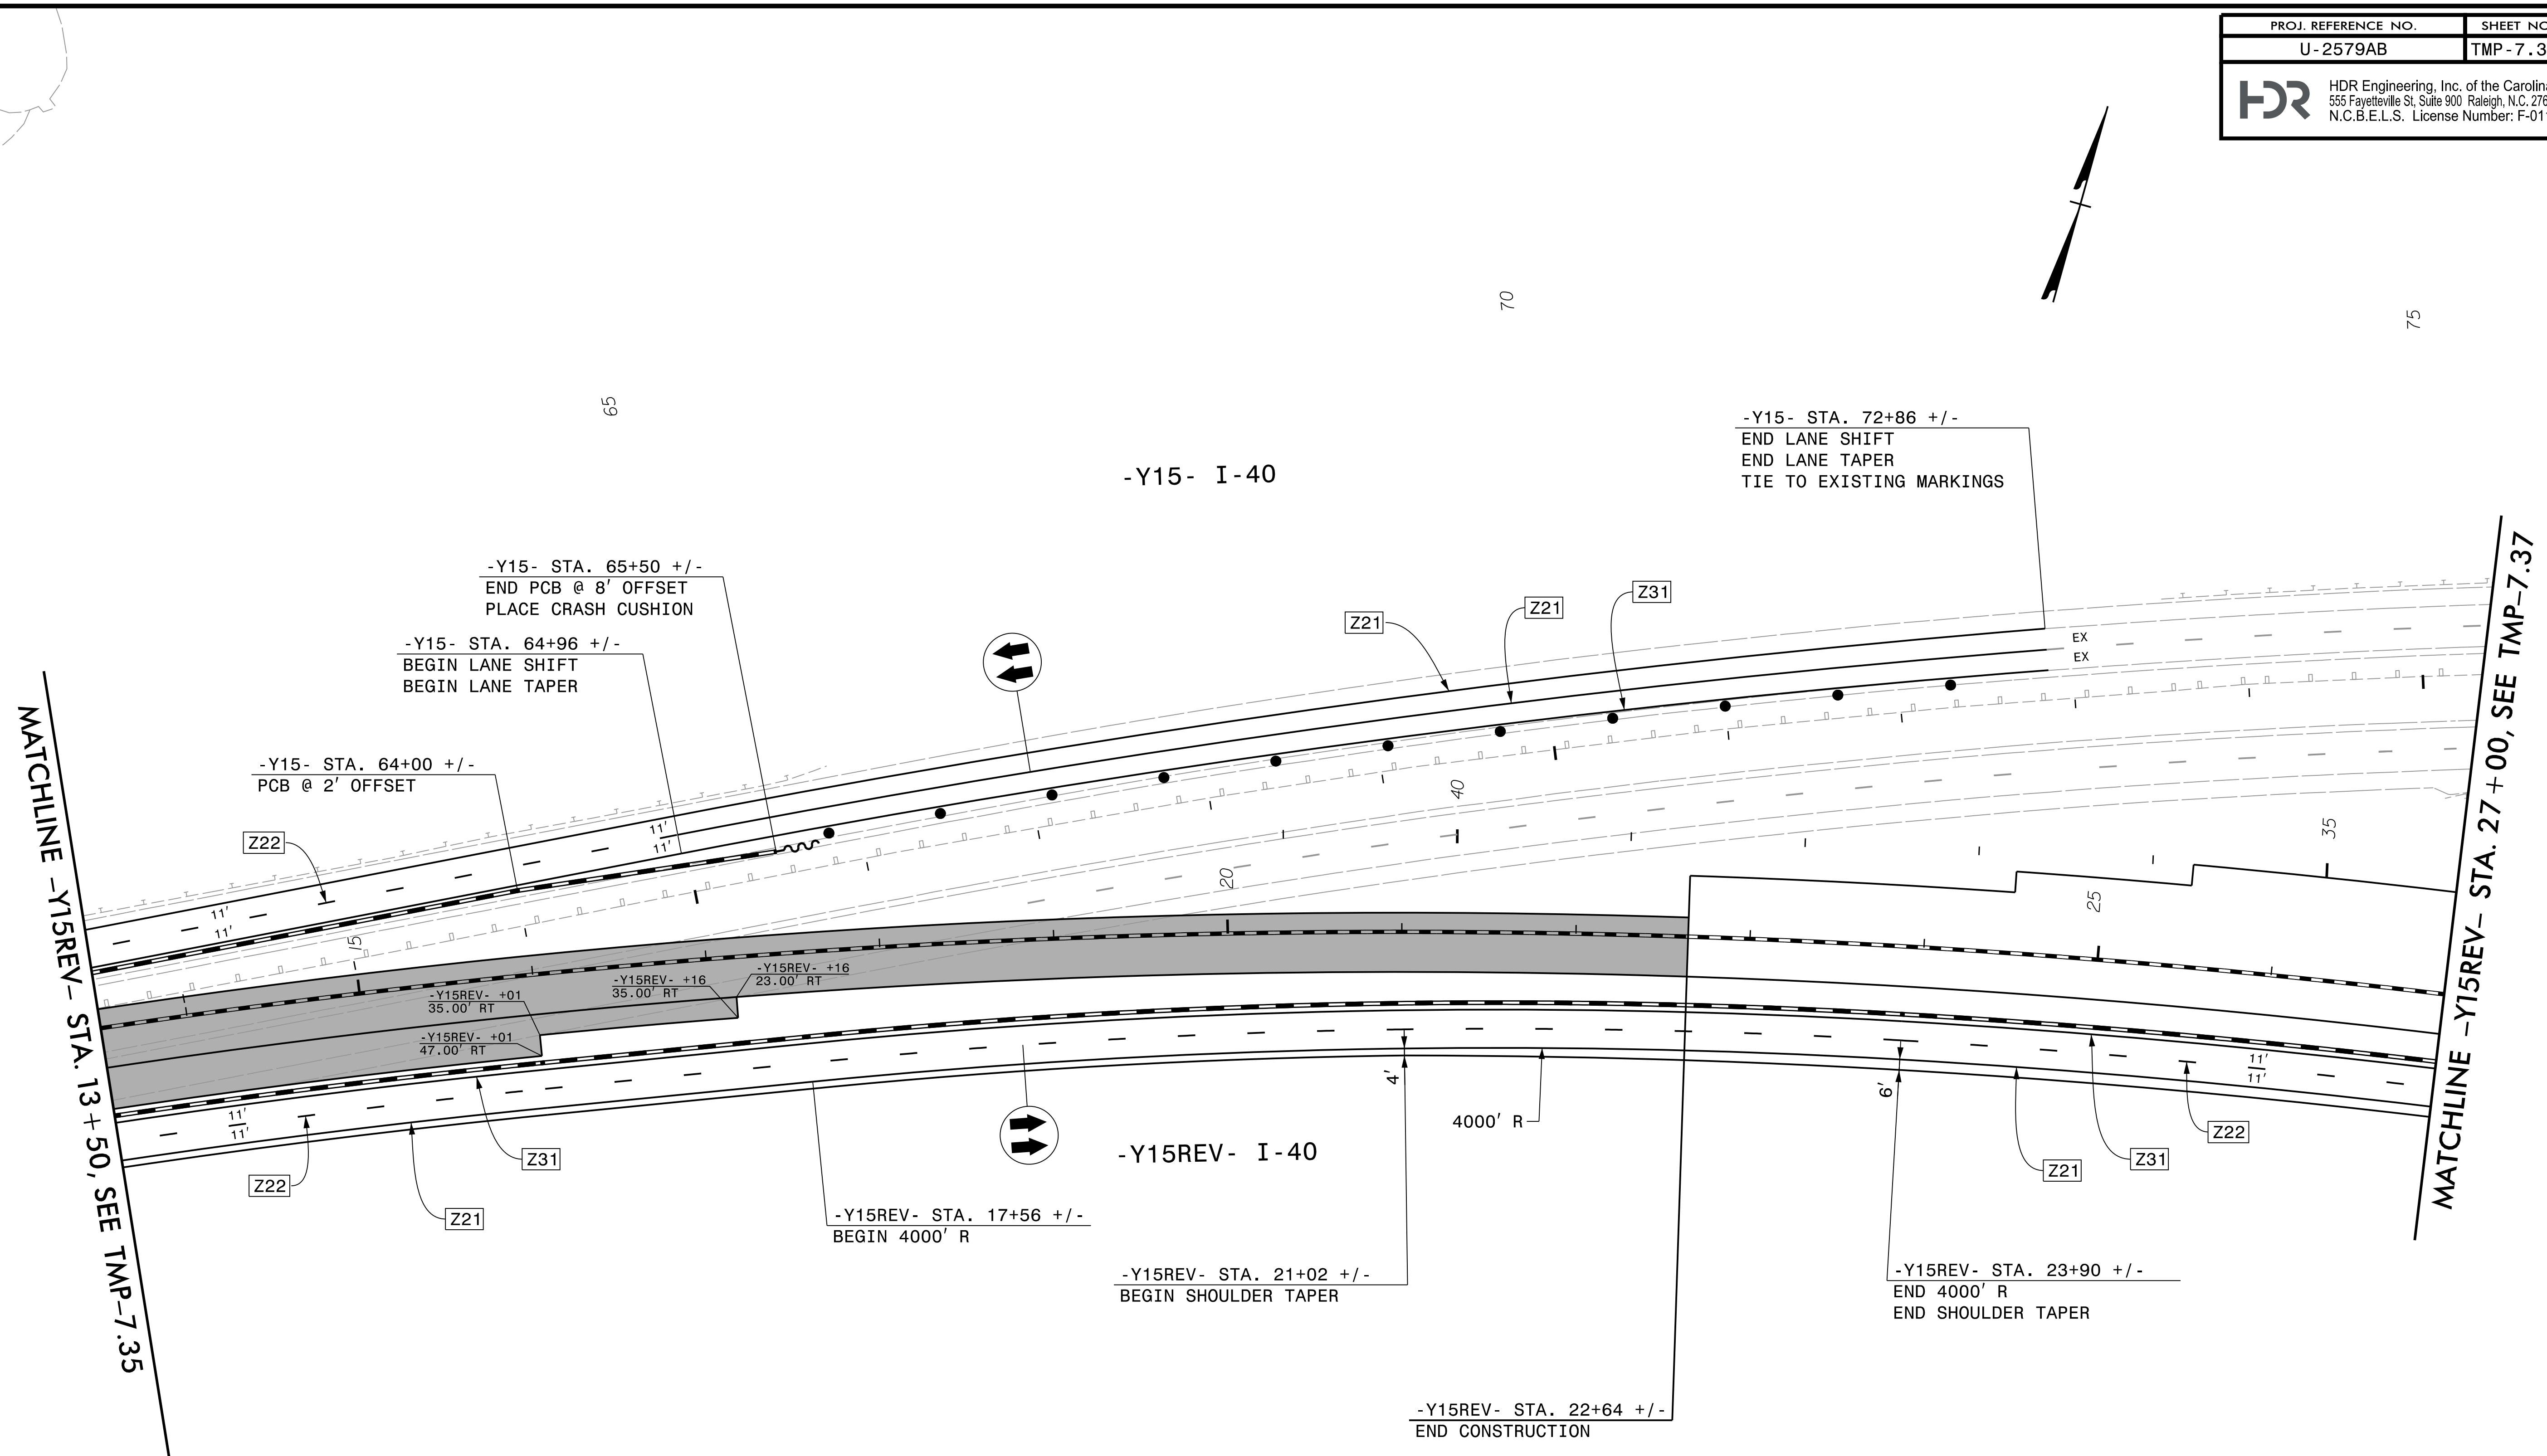 PROJ. REFERENCE NO.
SHEET NO
U-2579AB
TMP-7.3
HDR
HDR Engineering, Inc. of the Carolina
555 Fayetteville St, Suite 900 Raleigh, N.C. 276
N.C.B.E.L.S. License Number: F-01
70
75
65
-Y15- I-40
-Y15- STA. 72+86 +/-
END LANE SHIFT
END LANE TAPER
TIE TO EXISTING MARKINGS
-Y15- STA. 65+50 +/-
END PCB @ 8' OFFSET
PLACE CRASH CUSHION
-Y15- STA. 64+96 +/-
BEGIN LANE SHIFT
BEGIN LANE TAPER
-Y15- STA. 64+00 +/-
PCB @ 2' OFFSET
Z22
Z21
Z21
Z31
EX
EX
MATCHLINE -Y15REV- STA. 13+50, SEE TMP-7.35
MATCHLINE -Y15REV- STA. 27+00, SEE TMP-7.37
11'
11'
11'
11'
15
20
40
25
35
-Y15REV- +01
35.00' RT
-Y15REV- +01
47.00' RT
-Y15REV- +16
35.00' RT
-Y15REV- +16
23.00' RT
11'
11'
11'
11'
4'
6'
4000' R
-Y15REV- I-40
Z22
Z21
Z31
Z21
Z31
Z22
-Y15REV- STA. 17+56 +/-
BEGIN 4000' R
-Y15REV- STA. 21+02 +/-
BEGIN SHOULDER TAPER
-Y15REV- STA. 23+90 +/-
END 4000' R
END SHOULDER TAPER
-Y15REV- STA. 22+64 +/-
END CONSTRUCTION